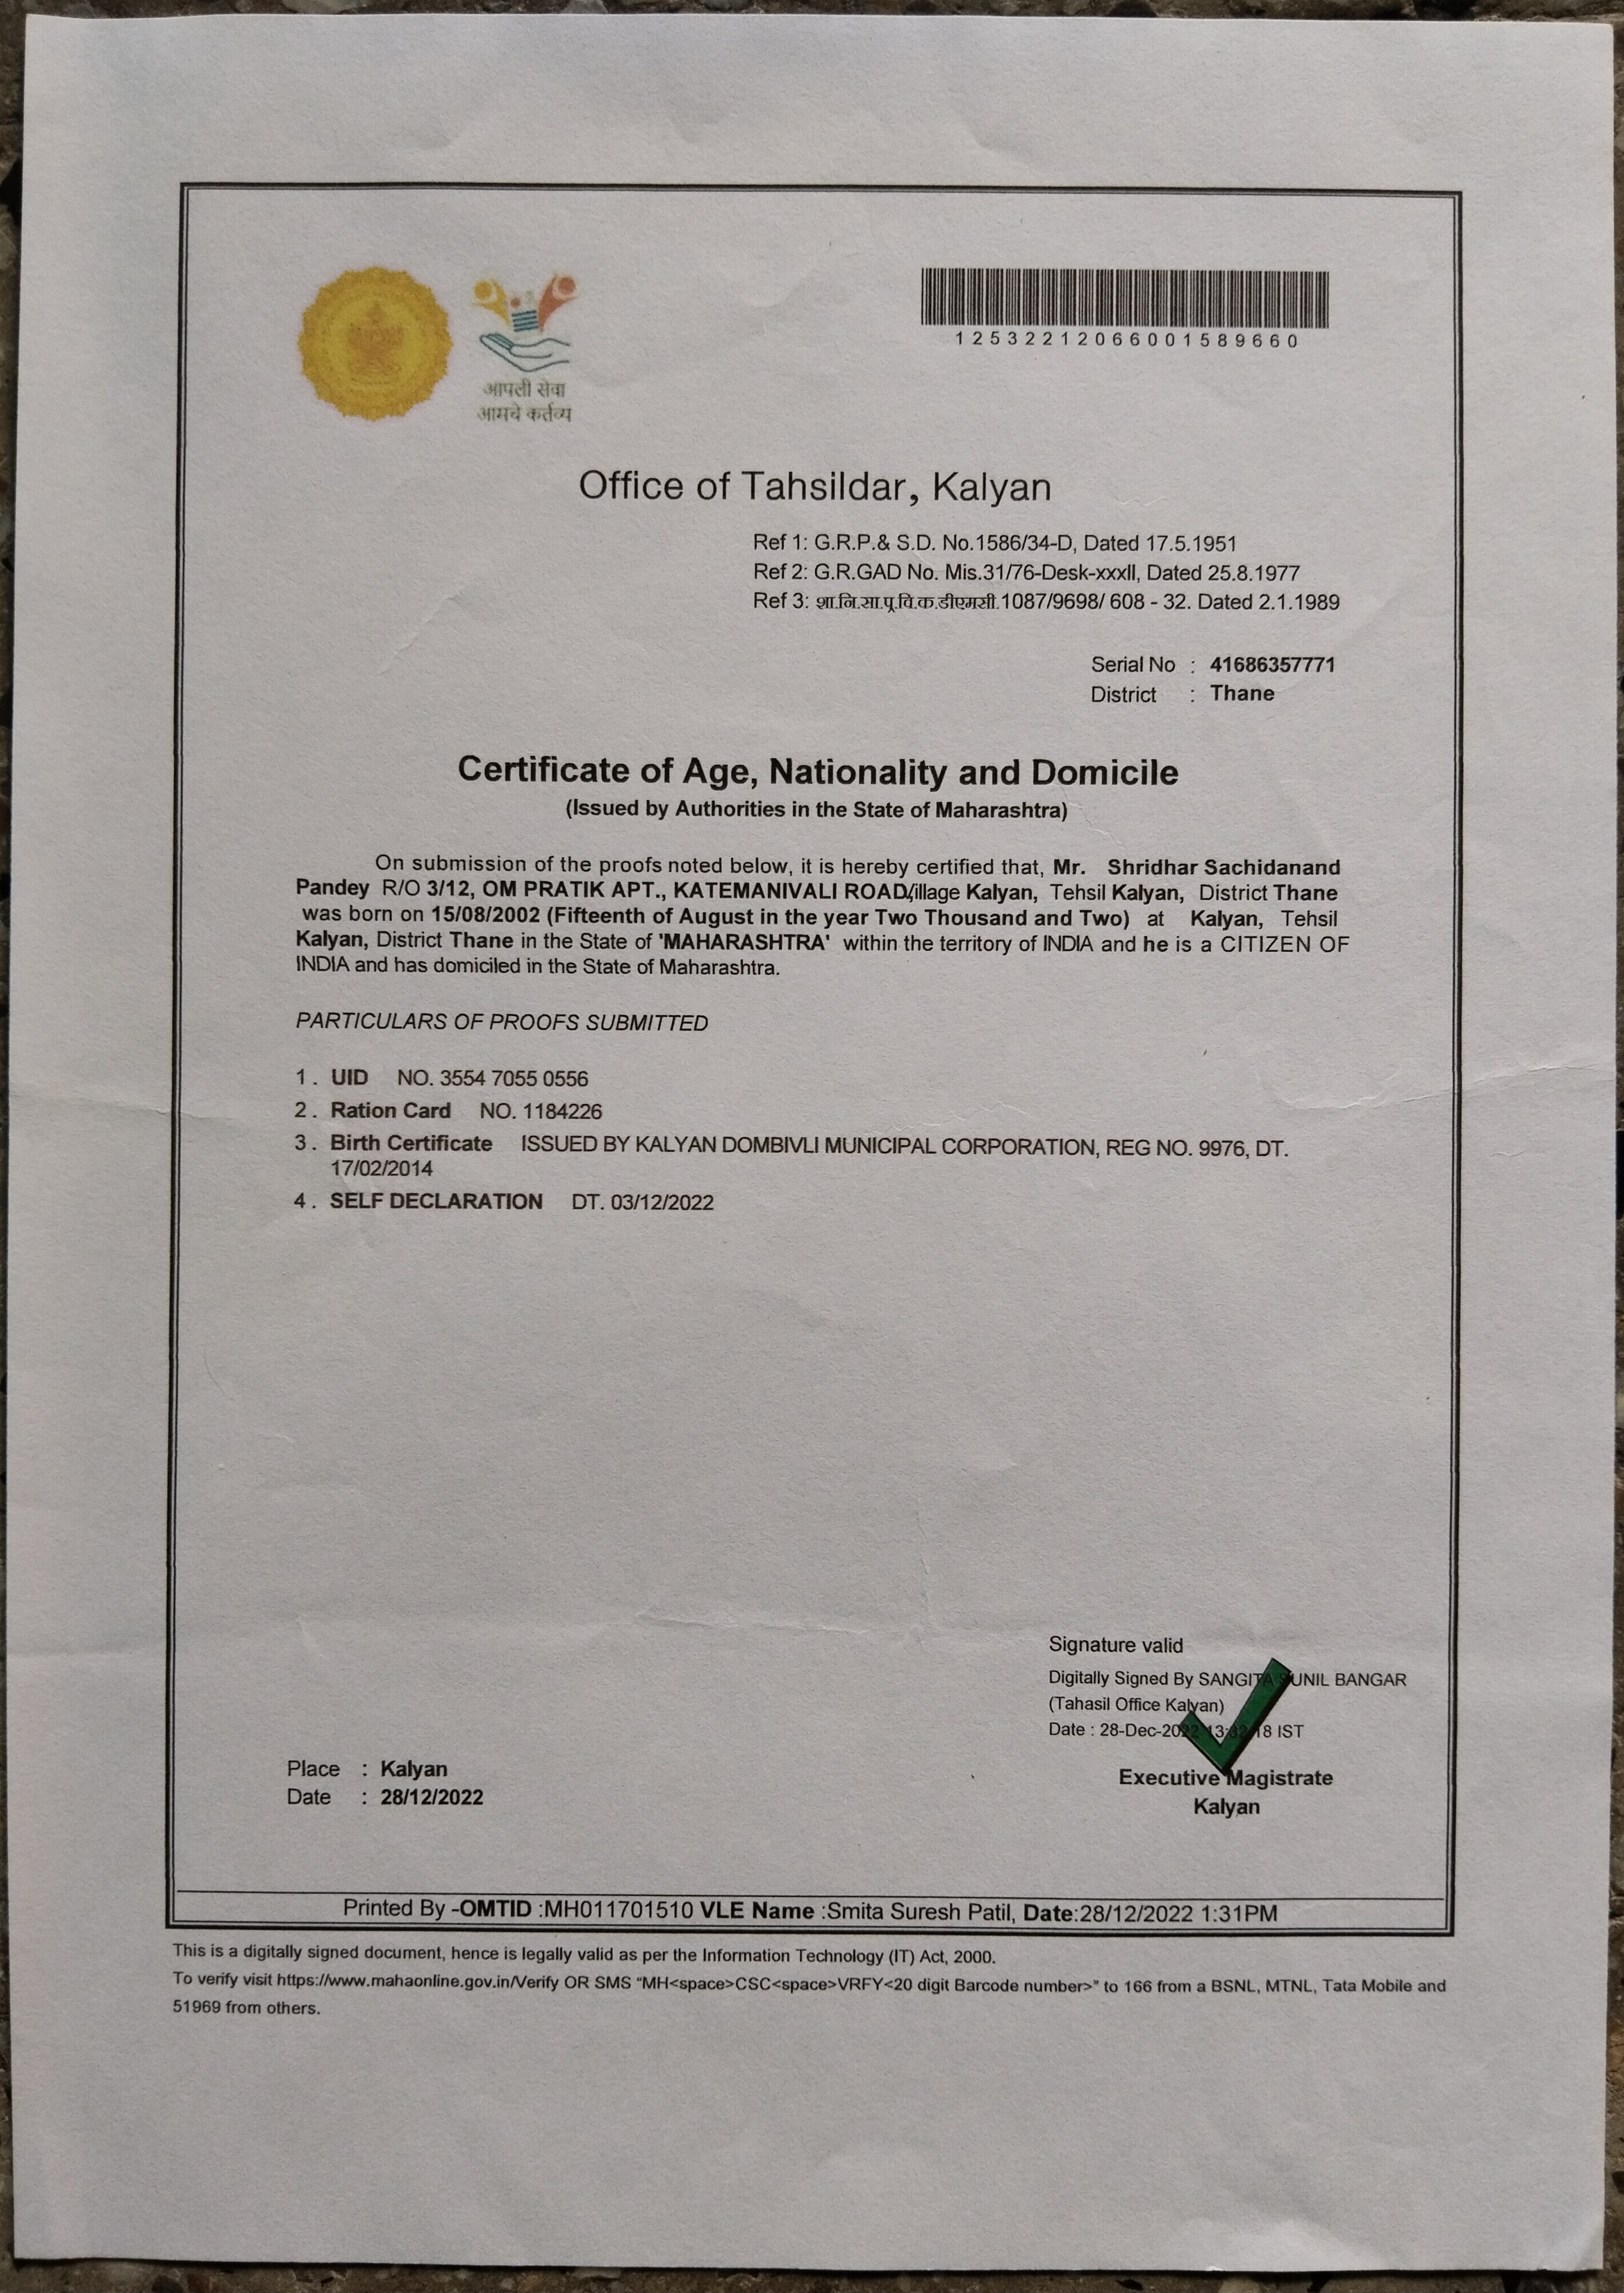 आपली सेवा
आमचे कर्तव्य
12532212066001589660
Office of Tahsildar, Kalyan
Ref 1: G.R.P.& S.D. No.1586/34-D, Dated 17.5.1951
Ref 2: G.R.GAD No. Mis.31/76-Desk-xxxII, Dated 25.8.1977
Ref 3: शा.नि.सा.प्र.वि.क.डीएमसी.1087/9698/ 608 - 32. Dated 2.1.1989
Serial No : 41686357771
District : Thane
Certificate of Age, Nationality and Domicile
(Issued by Authorities in the State of Maharashtra)
On submission of the proofs noted below, it is hereby certified that, Mr. Shridhar Sachidanand
Pandey R/O 3/12, OM PRATIK APT., KATEMANIVALI ROAD,Village Kalyan, Tehsil Kalyan, District Thane
was born on 15/08/2002 (Fifteenth of August in the year Two Thousand and Two) at Kalyan, Tehsil
Kalyan, District Thane in the State of 'MAHARASHTRA' within the territory of INDIA and he is a CITIZEN OF
INDIA and has domiciled in the State of Maharashtra.
PARTICULARS OF PROOFS SUBMITTED
1. UID NO. 3554 7055 0556
2. Ration Card NO. 1184226
3. Birth Certificate ISSUED BY KALYAN DOMBIVLI MUNICIPAL CORPORATION, REG NO. 9976, DT.
17/02/2014
4. SELF DECLARATION DT. 03/12/2022
Signature valid
Digitally Signed By SANGITA SUNIL BANGAR
(Tahasil Office Kalyan)
Date : 28-Dec-2022 13:32:18 IST
Executive Magistrate
Kalyan
Place : Kalyan
Date : 28/12/2022
Printed By -OMTID :MH011701510 VLE Name :Smita Suresh Patil, Date:28/12/2022 1:31PM
This is a digitally signed document, hence is legally valid as per the Information Technology (IT) Act, 2000.
To verify visit https://www.mahaonline.gov.in/Verify OR SMS “MH<space>CSC<space>VRFY<20 digit Barcode number>" to 166 from a BSNL, MTNL, Tata Mobile and
51969 from others.